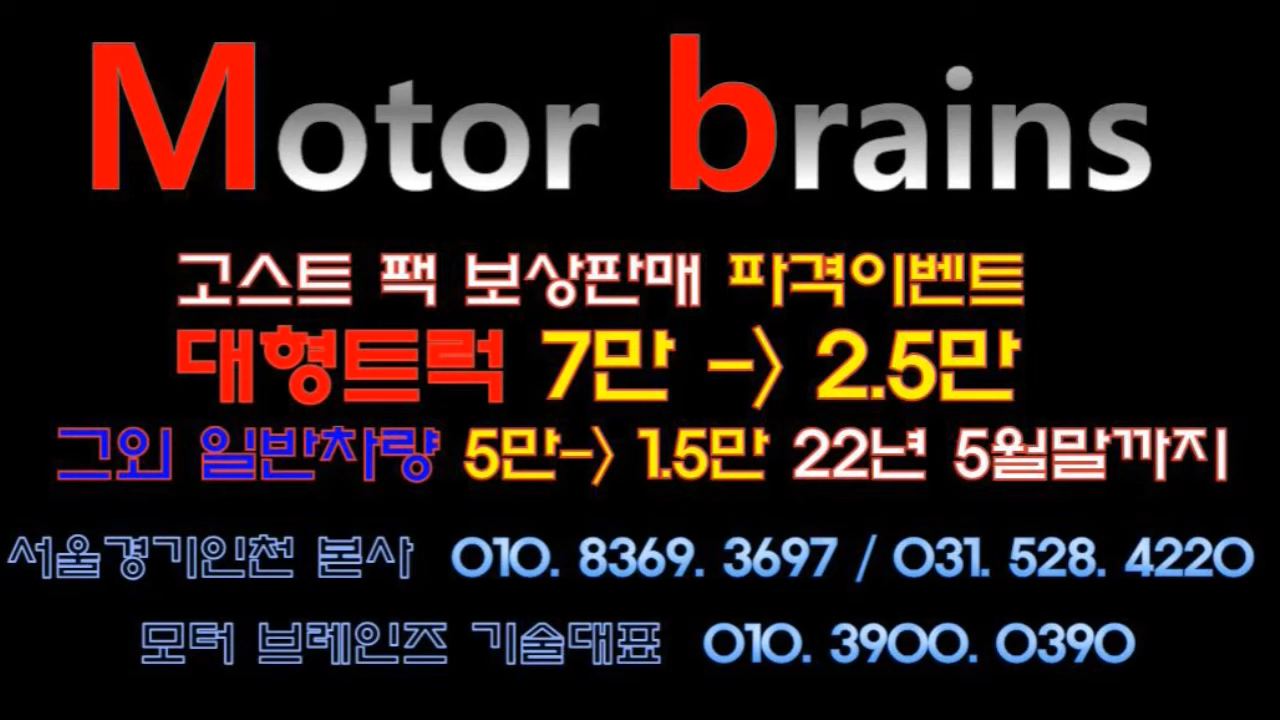 Motor brains
고스트 팩 보상판매 파격이벤트
대형트럭 7만 -> 2.5만
그외 일반차량 5만-> 1.5만 22년 5월말까지
서울경기인천 본사 010. 8369. 3697 / 031. 528. 4220
모터 브레인즈 기술대표 010. 3900. 0390